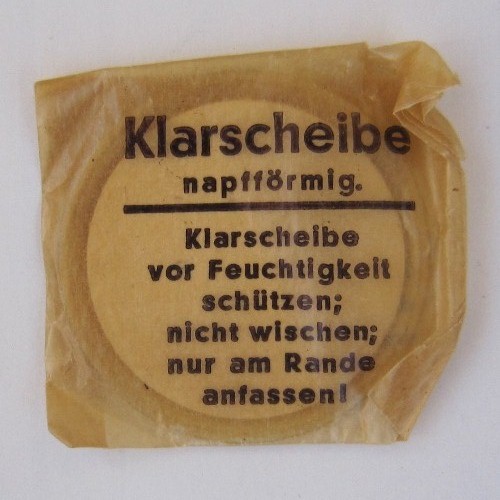 Klarscheibe
napfförmig.
Klarscheibe
vor Feuchtigkeit
schützen;
nicht wischen;
nur am Rande
anfassen!